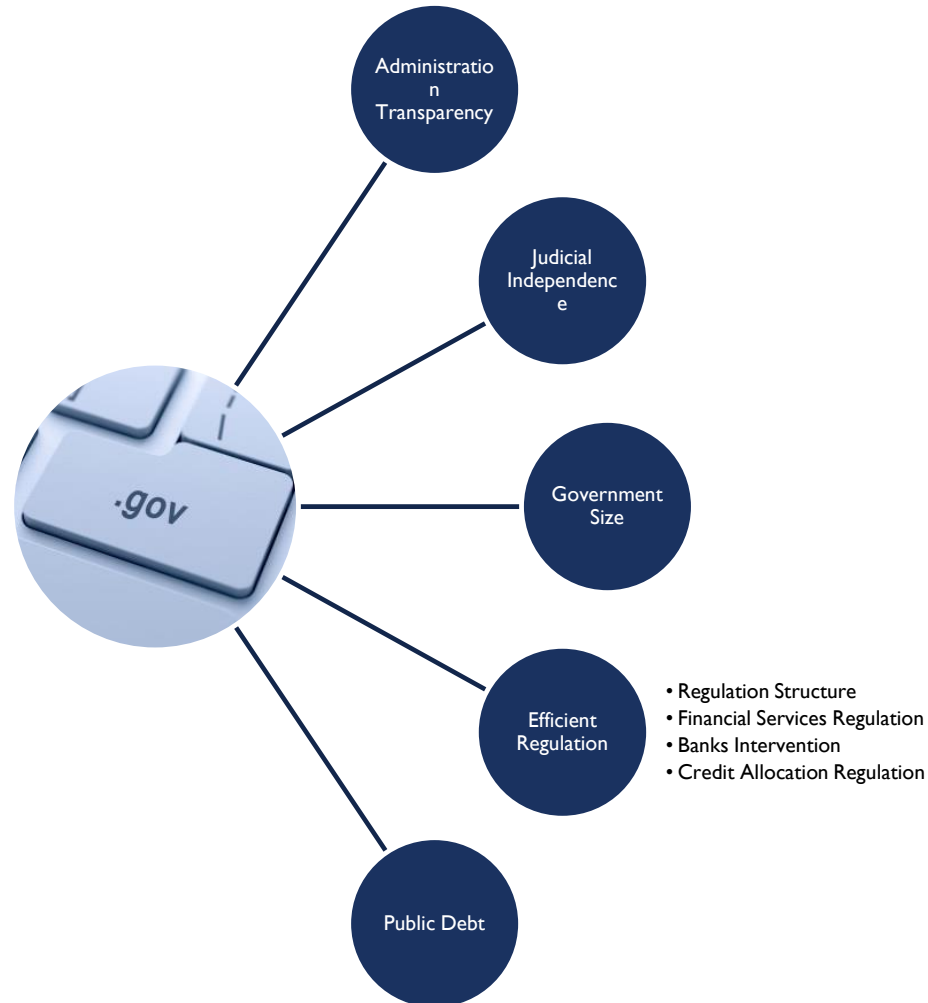 Administratio
n
Transparency
Judicial
Independenc
e
.gov
Government
Size
Efficient
Regulation
• Regulation Structure
• Financial Services Regulation
• Banks Intervention
• Credit Allocation Regulation
Public Debt